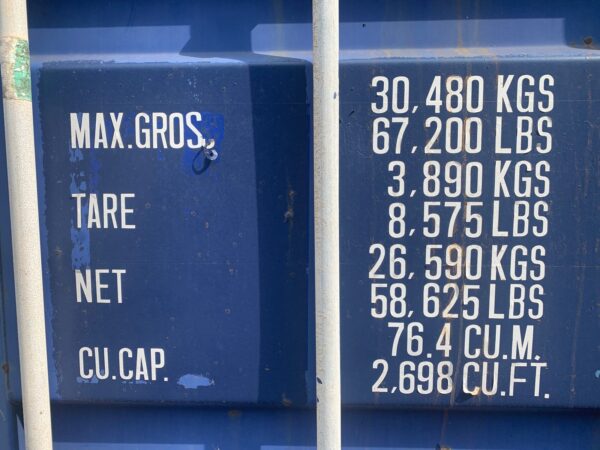 MAX.GROS.
30,480 KGS
67,200 LBS
TARE
3,890 KGS
8,575 LBS
NET
26,590 KGS
58,625 LBS
CU.CAP.
76.4 CU.M.
2,698 CU.FT.